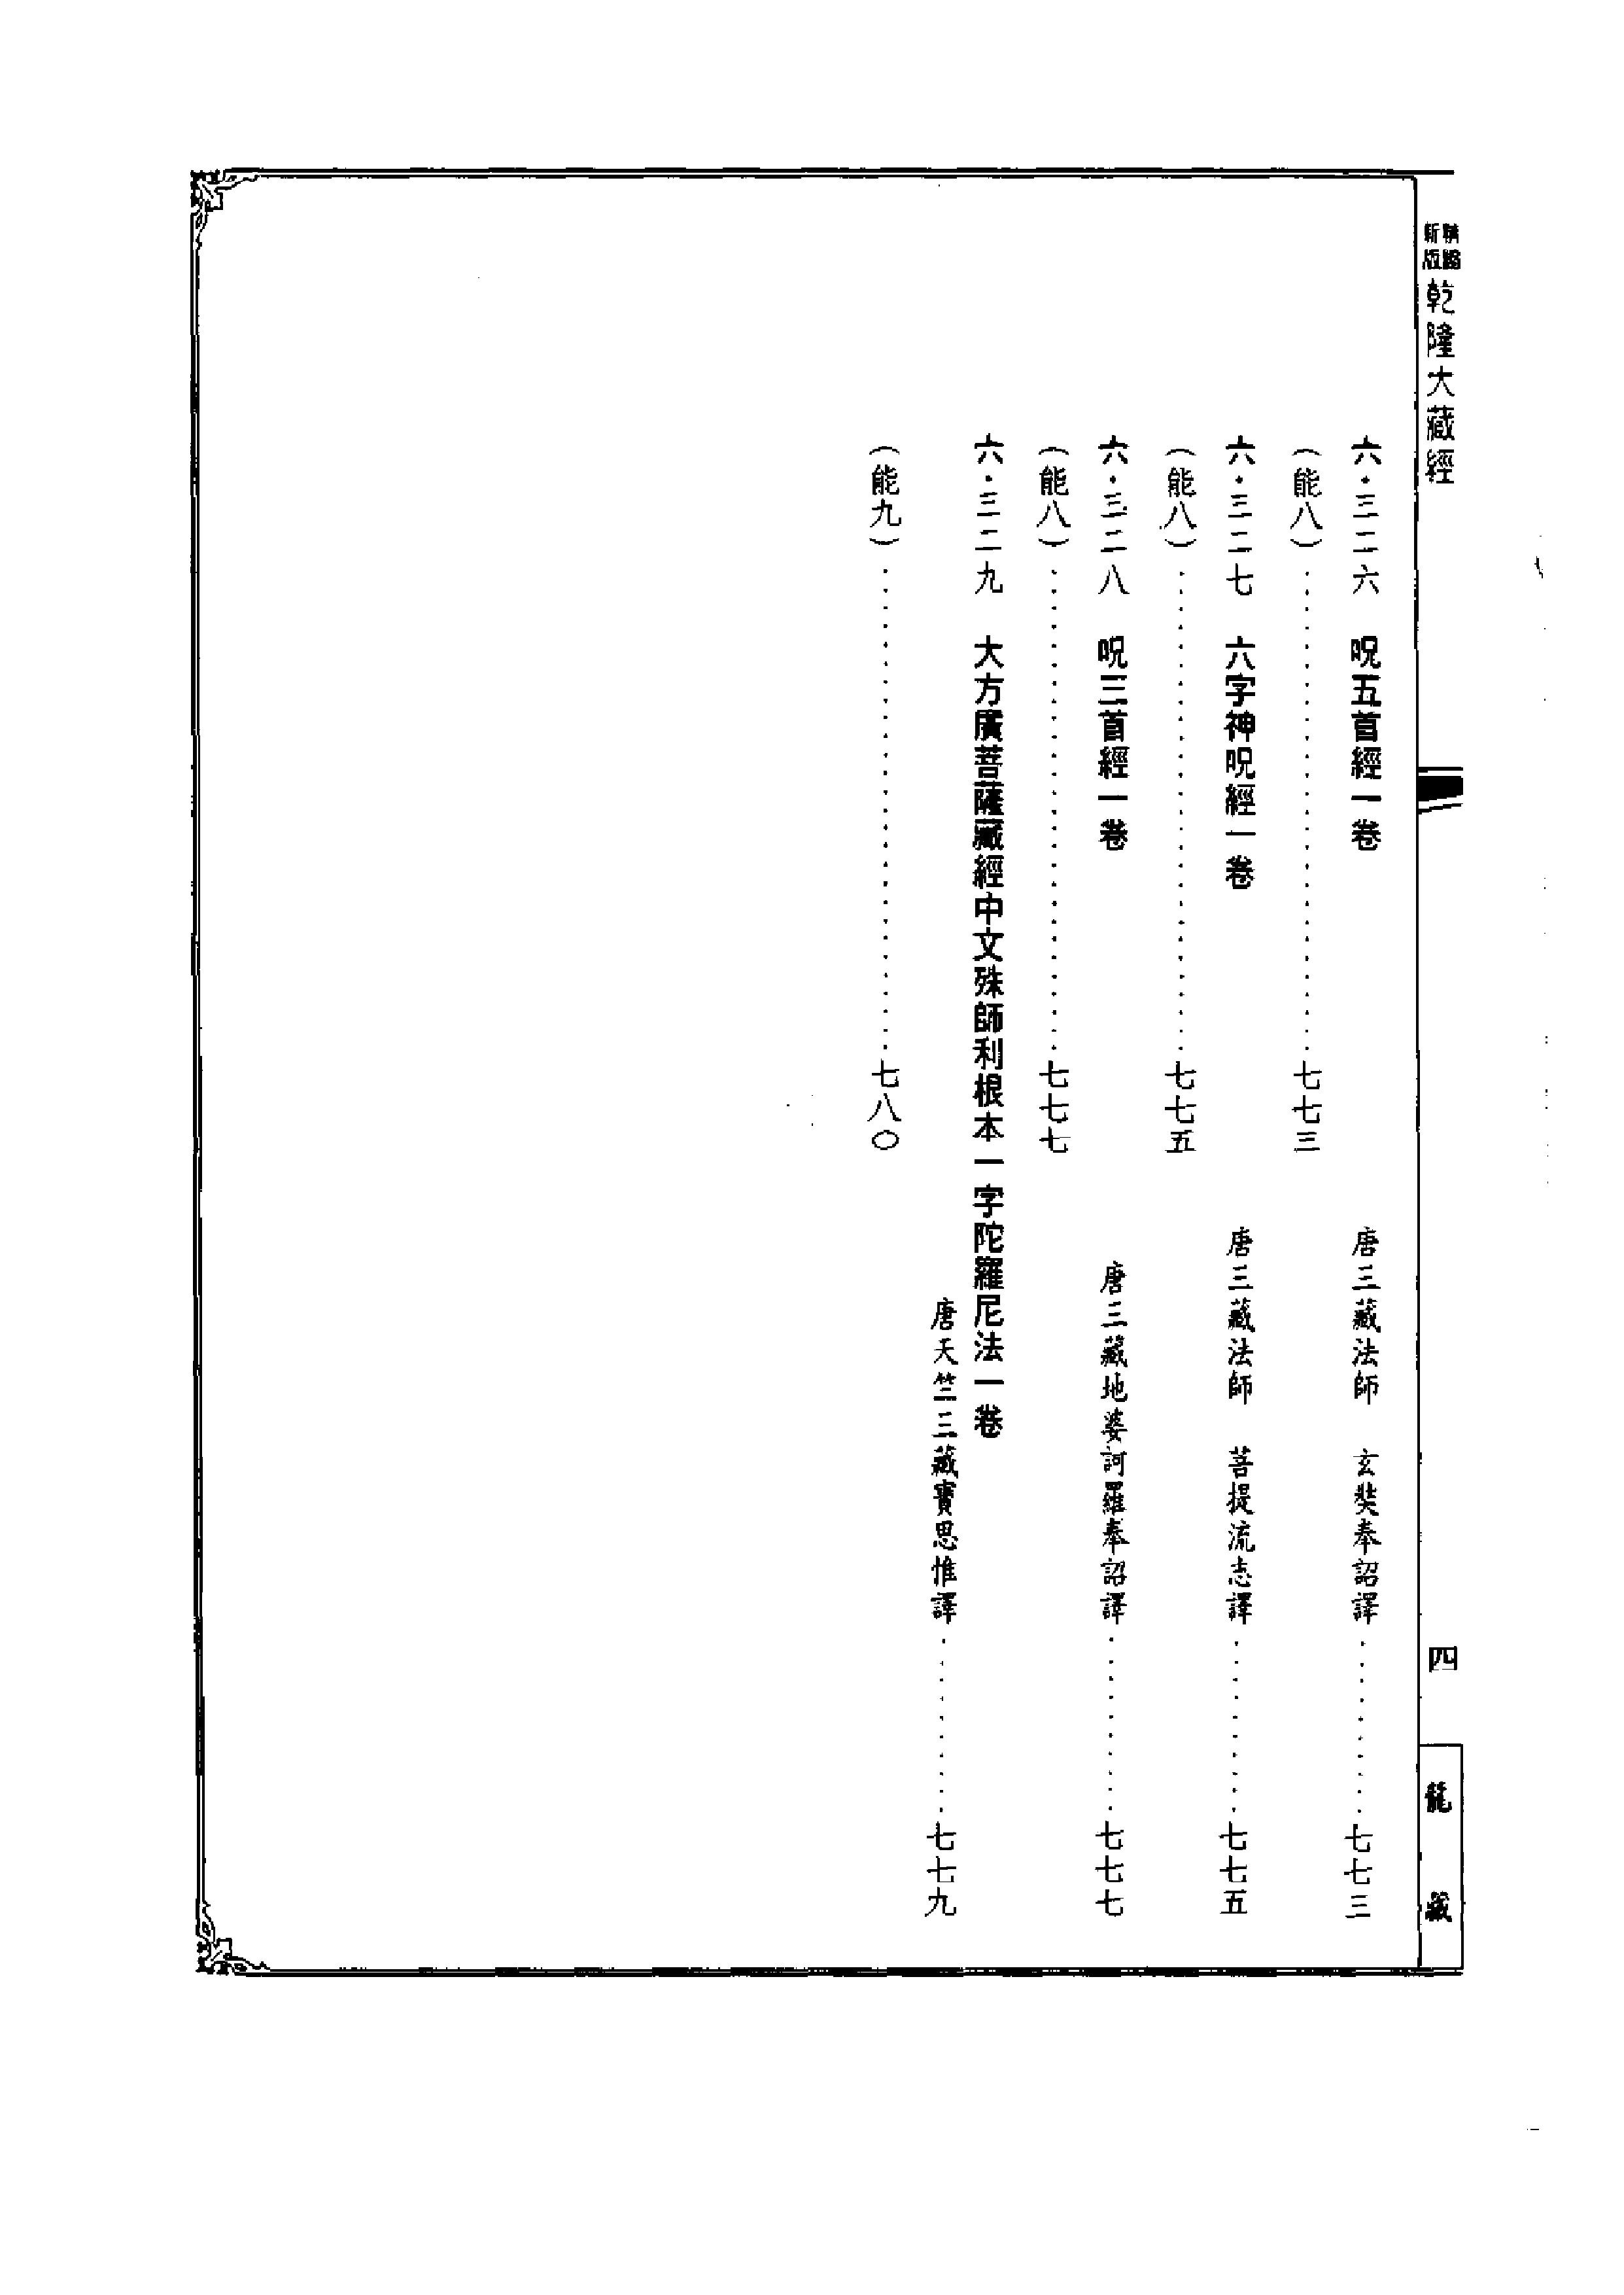 新版
乾隆大藏經
四
龍藏
六·三二六　呪五首經一卷　唐三藏法師　玄奘奉詔譯·········七七三
（能八）··························七七三
六·三二七　六字神呪經一卷　唐三藏法師　菩提流志譯·········七七五
（能八）··························七七五
六·三二八　呪三首經一卷　唐三藏地婆訶羅奉詔譯·········七七七
（能八）··························七七七
六·三二九　大方廣菩薩藏經中文殊師利根本一字陀羅尼法一卷
唐天竺三藏寶思惟譯·········七七九
（能九）··························七八〇